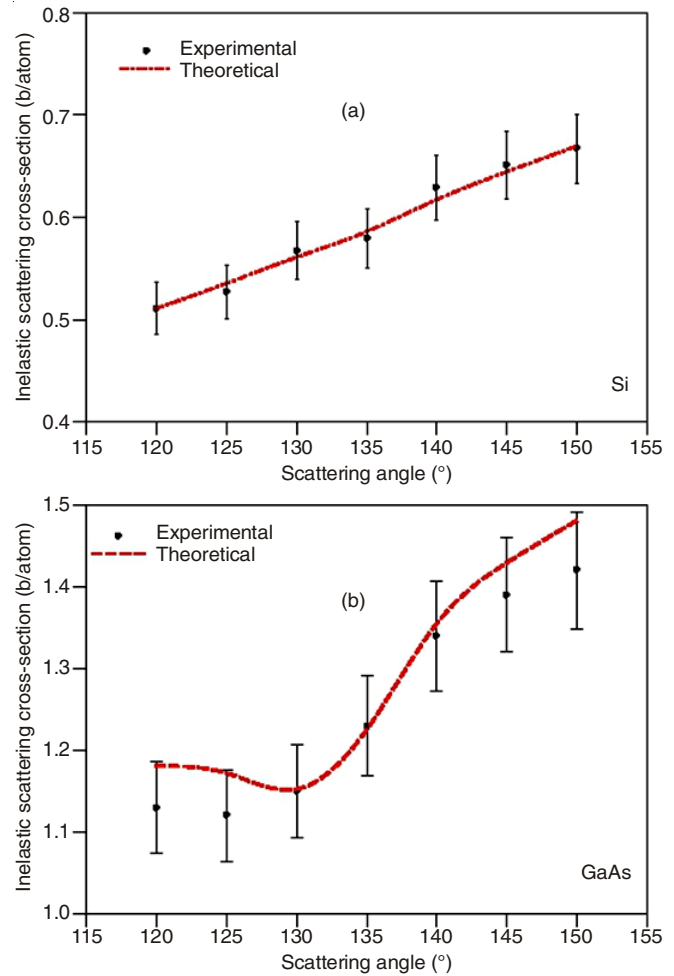 0.8
Experimental
Theoretical
0.7
(a)
0.6
0.5
Si
0.4
115 120 125 130 135 140 145 150 155
Scattering angle (°)
Inelastic scattering cross-section (b/atom)
1.5
Experimental
Theoretical
1.4
(b)
1.3
1.2
1.1
GaAs
1.0
115 120 125 130 135 140 145 150 155
Scattering angle (°)
Inelastic scattering cross-section (b/atom)